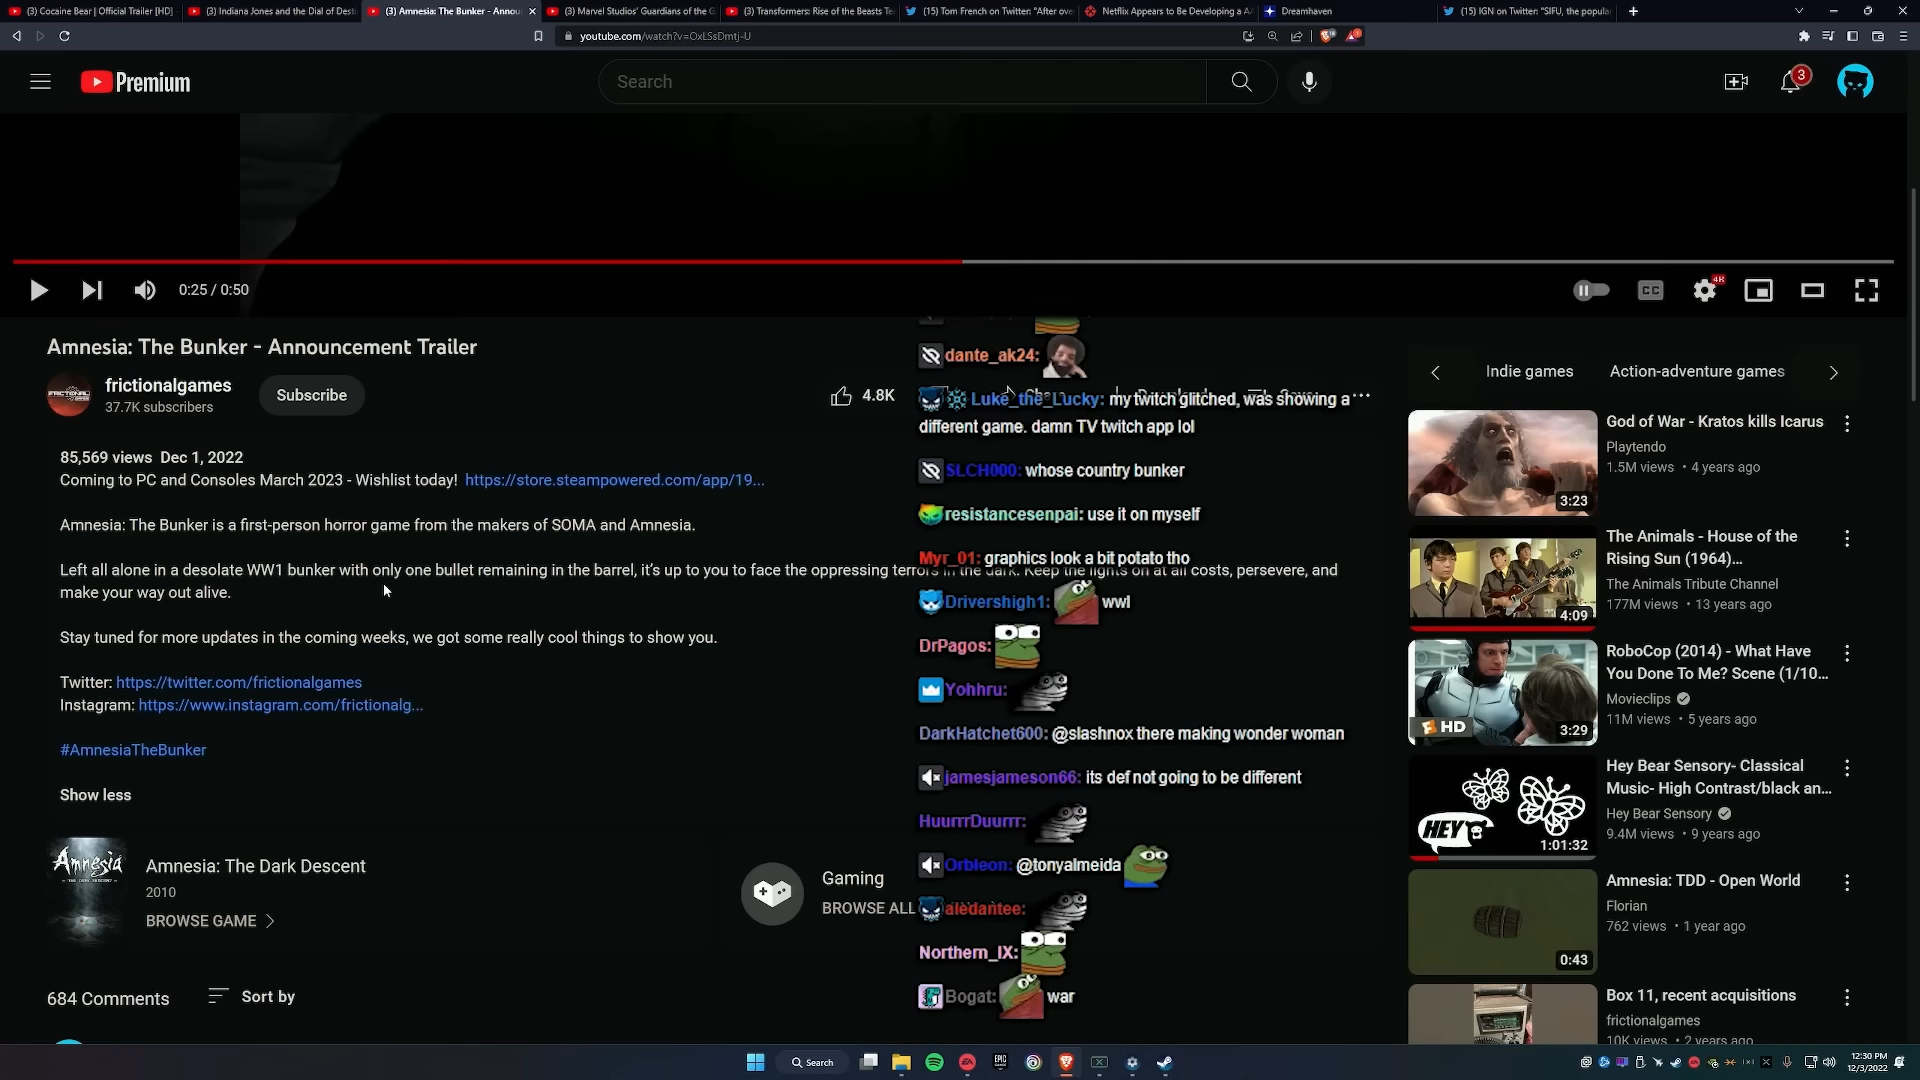 (3) Cocaine Bear | Official Trailer [HD]
(3) Indiana Jones and the Dial of Dest
(3) Amnesia: The Bunker - Annou
(3) Marvel Studios' Guardians of the G
(3) Transformers: Rise of the Beasts Te
(15) Tom French on Twitter: "After ove
Netflix Appears to Be Developing a AA
Dreamhaven
(15) IGN on Twitter: "SIFU, the popula
youtube.com/watch?v=OxLSsDmtj-U
Premium
Search
3
0:25 / 0:50
CC
4K
Amnesia: The Bunker - Announcement Trailer
frictionalgames
37.7K subscribers
Subscribe
4.8K
85,569 views Dec 1, 2022
Coming to PC and Consoles March 2023 - Wishlist today! https://store.steampowered.com/app/19...
Amnesia: The Bunker is a first-person horror game from the makers of SOMA and Amnesia.
Left all alone in a desolate WW1 bunker with only one bullet remaining in the barrel, it's up to you to face the oppressing terrors in the dark. Keep the lights on at all costs, persevere, and
make your way out alive.
Stay tuned for more updates in the coming weeks, we got some really cool things to show you.
Twitter: https://twitter.com/frictionalgames
Instagram: https://www.instagram.com/frictionalg...
#AmnesiaTheBunker
Show less
Amnesia
Amnesia: The Dark Descent
2010
BROWSE GAME
Gaming
BROWSE ALL
684 Comments
Sort by
dante_ak24:
Luke_the_Lucky: my twitch glitched, was showing a
different game. damn TV twitch app lol
SLCH000: whose country bunker
resistancesenpai: use it on myself
Myr_01: graphics look a bit potato tho
Drivershigh1: wwI
DrPagos:
Yohhru:
DarkHatchet600: @slashnox there making wonder woman
jamesjameson66: its def not going to be different
HuurrrDuurrr:
Orbleon: @tonyalmeida
aledantee:
Northern_IX:
Bogat: war
Indie games
Action-adventure games
God of War - Kratos kills Icarus
Playtendo
1.5M views • 4 years ago
3:23
The Animals - House of the
Rising Sun (1964)...
The Animals Tribute Channel
177M views • 13 years ago
4:09
RoboCop (2014) - What Have
You Done To Me? Scene (1/10...
Movieclips
11M views • 5 years ago
HD
3:29
Hey Bear Sensory- Classical
Music- High Contrast/black an...
Hey Bear Sensory
9.4M views • 9 years ago
HEY
1:01:32
Amnesia: TDD - Open World
Florian
762 views • 1 year ago
0:43
Box 11, recent acquisitions
frictionalgames
10K views • 2 years ago
Search
12:30 PM
12/3/2022